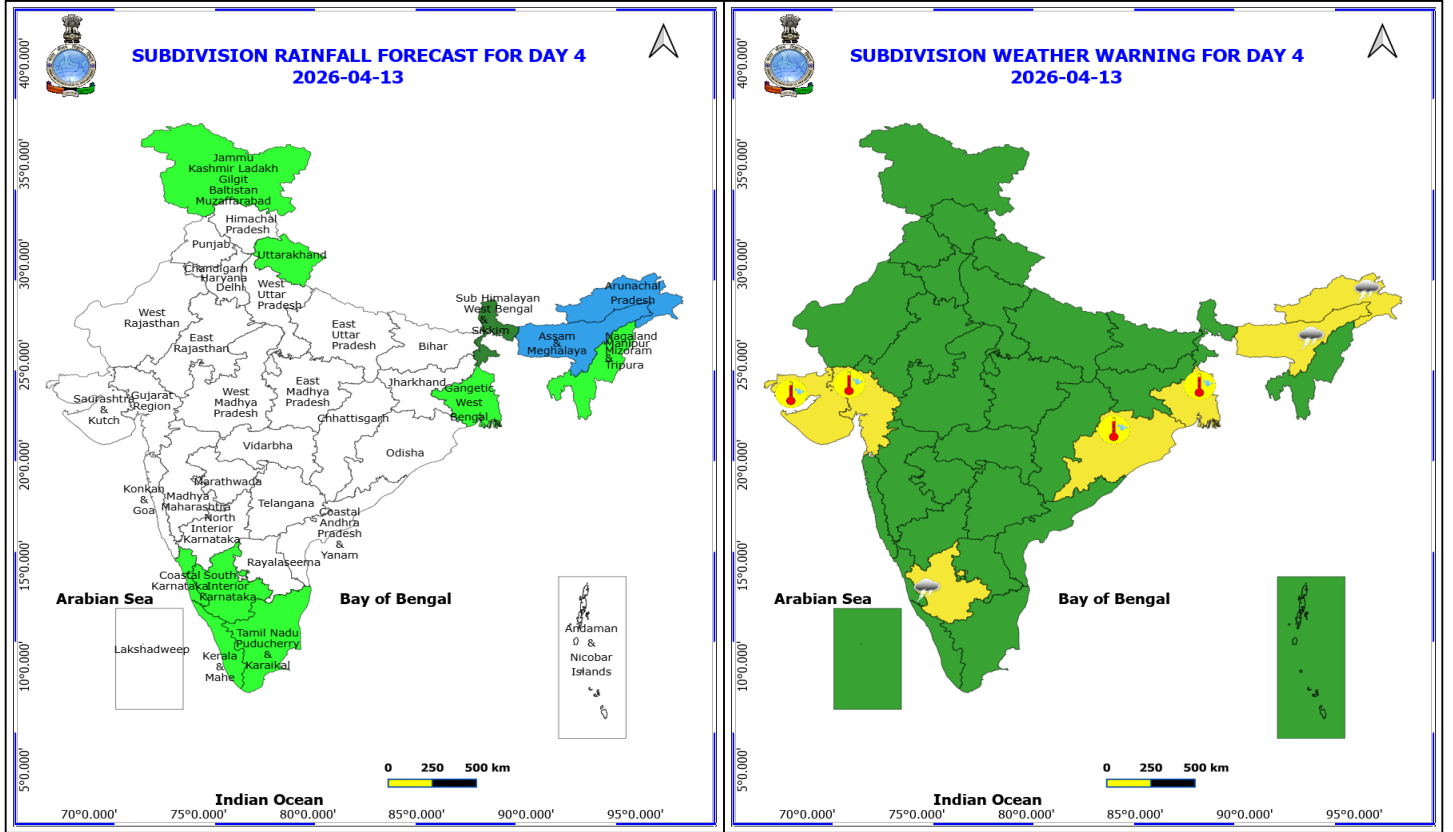 SUBDIVISION RAINFALL FORECAST FOR DAY 4
2026-04-13
40°0.000'
35°0.000'
30°0.000'
25°0.000'
20°0.000'
15°0.000'
10°0.000'
5°0.000'
Jammu
Kashmir Ladakh
Gilgit
Baltistan
Muzaffarabad
Himachal
Pradesh
Punjab
Uttarakhand
Chandigarh
Haryana
Delhi
West
Uttar
Pradesh
West
Rajasthan
East
Rajasthan
East
Uttar
Pradesh
Bihar
Sub Himalayan
West Bengal
&
Sikkim
Arunachal
Pradesh
Assam
&
Meghalaya
Nagaland
Manipur
Mizoram
&
Tripura
Saurashtra
&
Kutch
Gujarat
Region
West
Madhya
Pradesh
East
Madhya
Pradesh
Jharkhand
Gangetic
West
Bengal
Chhattisgarh
Vidarbha
Odisha
Konkan
&
Goa
Marathwada
Madhya
Maharashtra
North
Interior
Karnataka
Telangana
Coastal
Andhra
Pradesh
&
Yanam
Rayalaseema
Coastal
Karnataka
South
Interior
Karnataka
Tamil Nadu
Puducherry
&
Karaikal
Kerala
&
Mahe
Arabian Sea
Bay of Bengal
Lakshadweep
Andaman
&
Nicobar
Islands
0 250 500 km
Indian Ocean
70°0.000' 75°0.000' 80°0.000' 85°0.000' 90°0.000' 95°0.000'
SUBDIVISION WEATHER WARNING FOR DAY 4
2026-04-13
40°0.000'
35°0.000'
30°0.000'
25°0.000'
20°0.000'
15°0.000'
10°0.000'
5°0.000'
Arabian Sea
Bay of Bengal
0 250 500 km
Indian Ocean
70°0.000' 75°0.000' 80°0.000' 85°0.000' 90°0.000' 95°0.000'